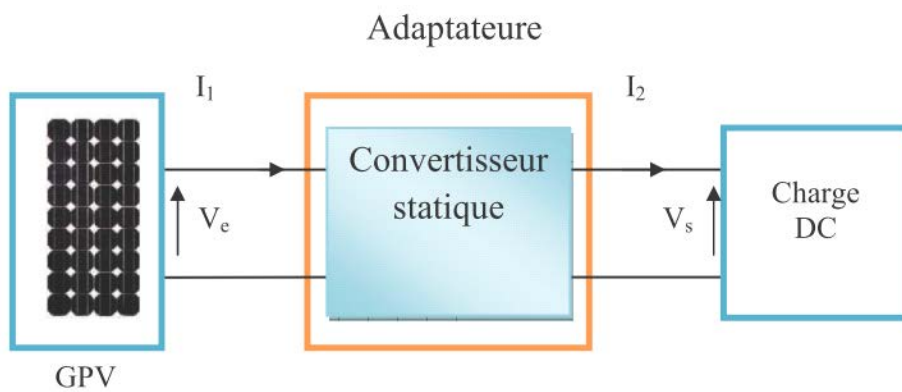 Adaptateure
I₁
I₂
Convertisseur
statique
Vₑ
Vₛ
Charge
DC
GPV